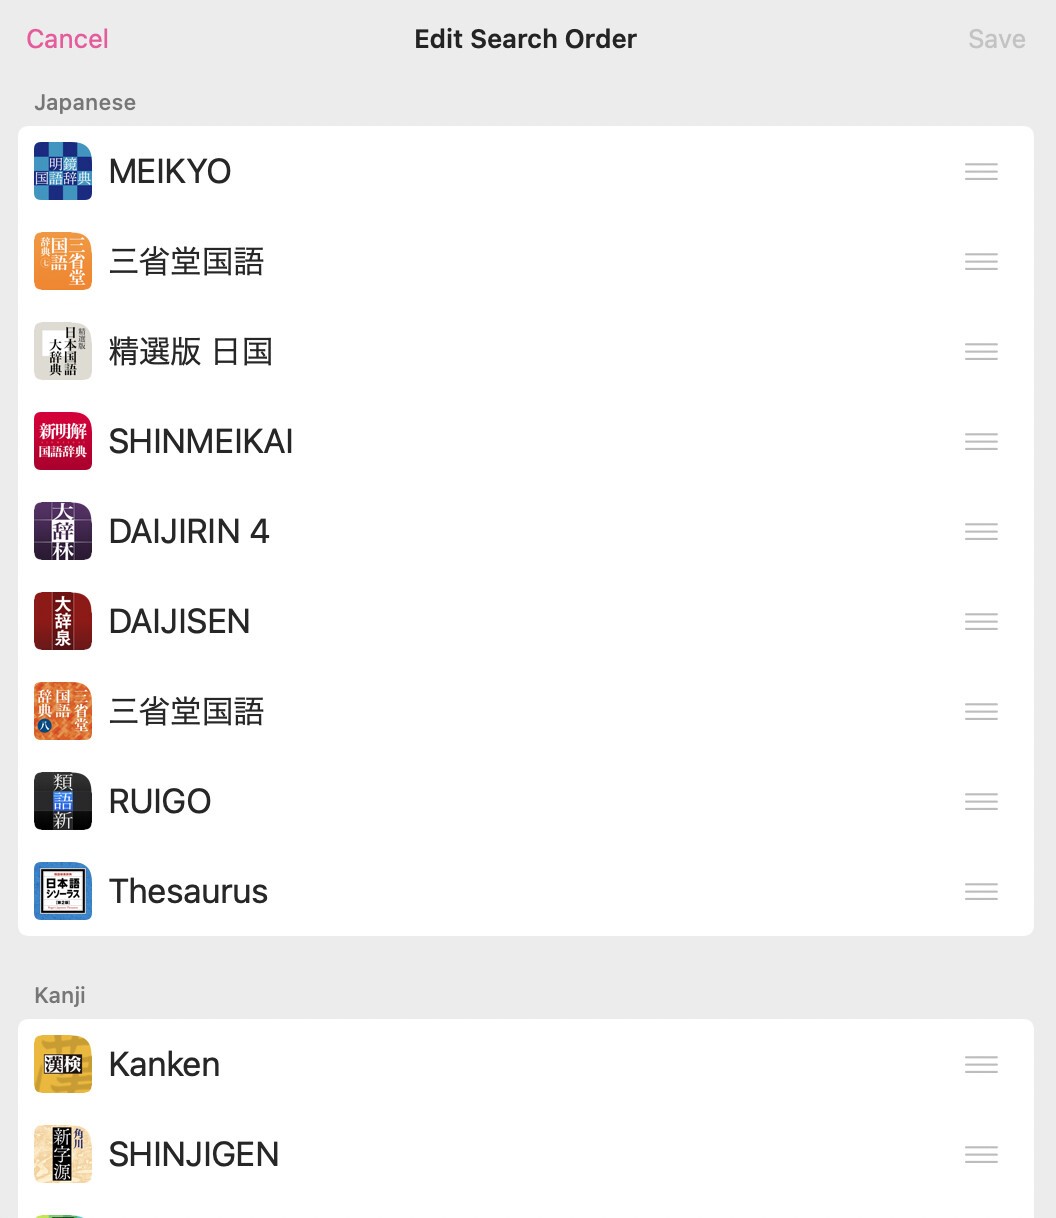 Cancel
Edit Search Order
Save
Japanese
明鏡
国語辞典
MEIKYO
三省堂
国語
辞典
七
三省堂国語
精選版
日本国語
大辞典
精選版 日国
新明解
国語辞典
SHINMEIKAI
大辞林
DAIJIRIN 4
大辞泉
DAIJISEN
三省堂
国語
辞典
八
三省堂国語
類語新
RUIGO
日本語
シソーラス
Thesaurus
Kanji
漢検
Kanken
角川
新字源
SHINJIGEN